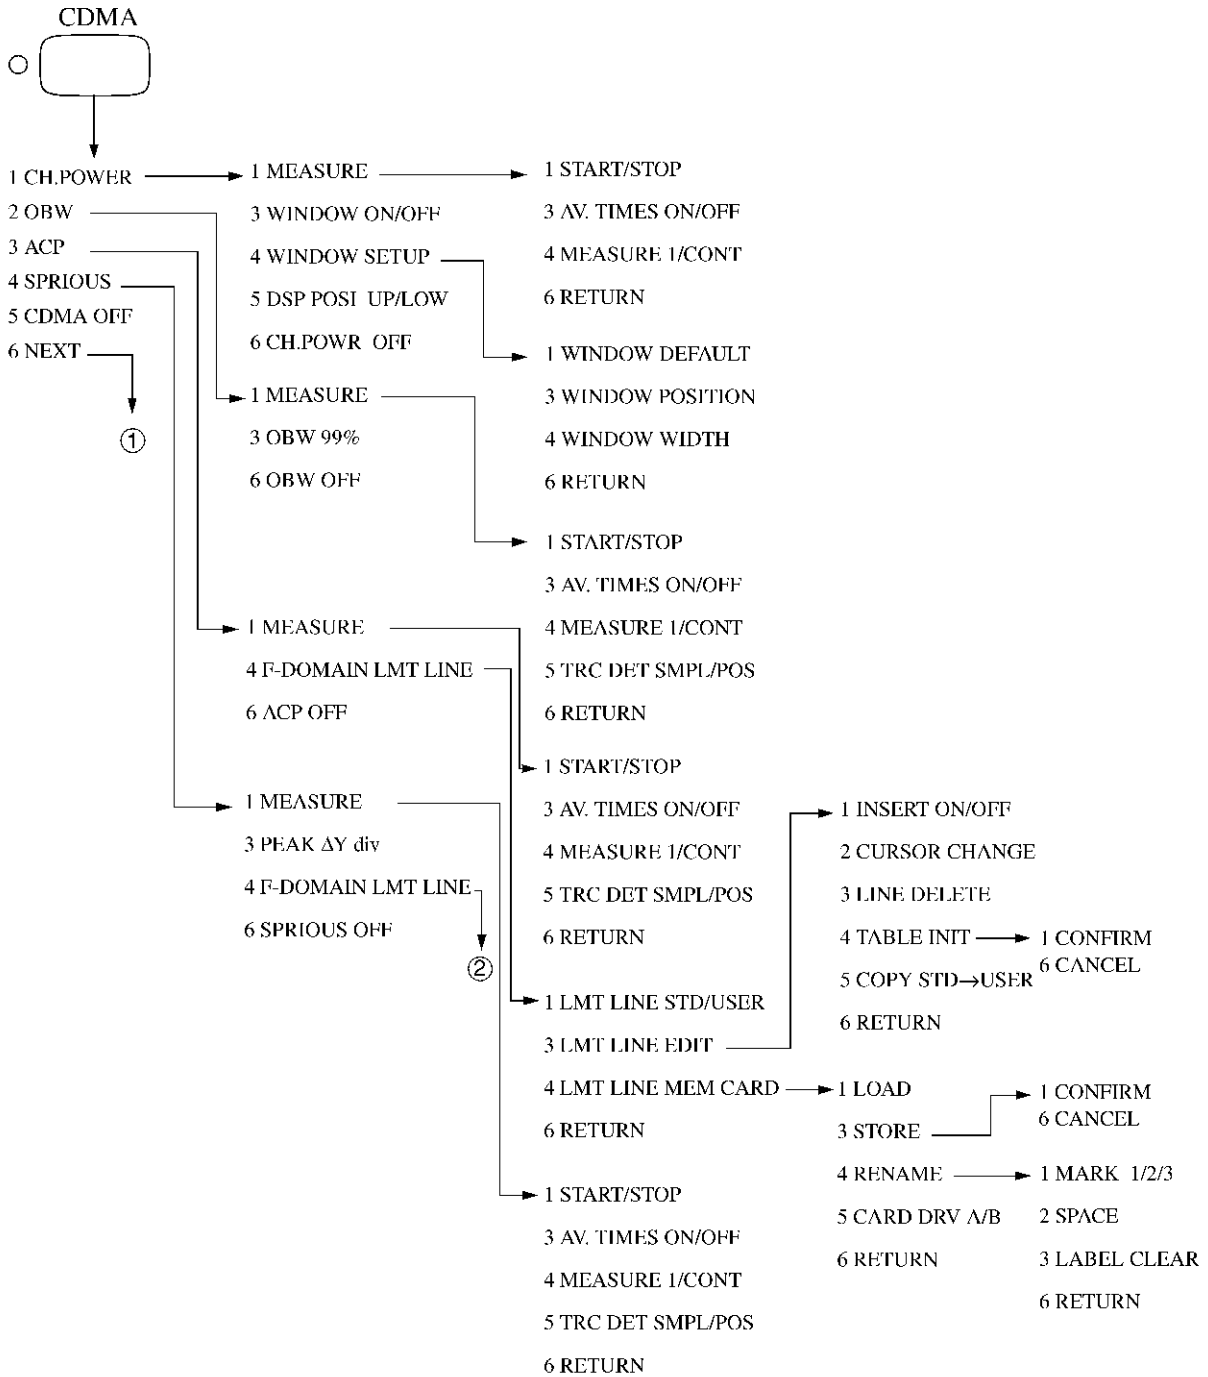 CDMA
1 CH.POWER
2 OBW
3 ACP
4 SPRIOUS
5 CDMA OFF
6 NEXT
①
1 MEASURE
3 WINDOW ON/OFF
4 WINDOW SETUP
5 DSP POSI UP/LOW
6 CH.POWR OFF
1 MEASURE
3 OBW 99%
6 OBW OFF
1 MEASURE
4 F-DOMAIN LMT LINE
6 ACP OFF
1 MEASURE
3 PEAK ΔY div
4 F-DOMAIN LMT LINE
6 SPRIOUS OFF
②
1 START/STOP
3 AV. TIMES ON/OFF
4 MEASURE 1/CONT
6 RETURN
1 WINDOW DEFAULT
3 WINDOW POSITION
4 WINDOW WIDTH
6 RETURN
1 START/STOP
3 AV. TIMES ON/OFF
4 MEASURE 1/CONT
5 TRC DET SMPL/POS
6 RETURN
1 START/STOP
3 AV. TIMES ON/OFF
4 MEASURE 1/CONT
5 TRC DET SMPL/POS
6 RETURN
1 LMT LINE STD/USER
3 LMT LINE EDIT
4 LMT LINE MEM CARD
6 RETURN
1 START/STOP
3 AV. TIMES ON/OFF
4 MEASURE 1/CONT
5 TRC DET SMPL/POS
6 RETURN
1 INSERT ON/OFF
2 CURSOR CHANGE
3 LINE DELETE
4 TABLE INIT
5 COPY STD→USER
6 RETURN
1 CONFIRM
6 CANCEL
1 LOAD
3 STORE
4 RENAME
5 CARD DRV A/B
6 RETURN
1 CONFIRM
6 CANCEL
1 MARK 1/2/3
2 SPACE
3 LABEL CLEAR
6 RETURN